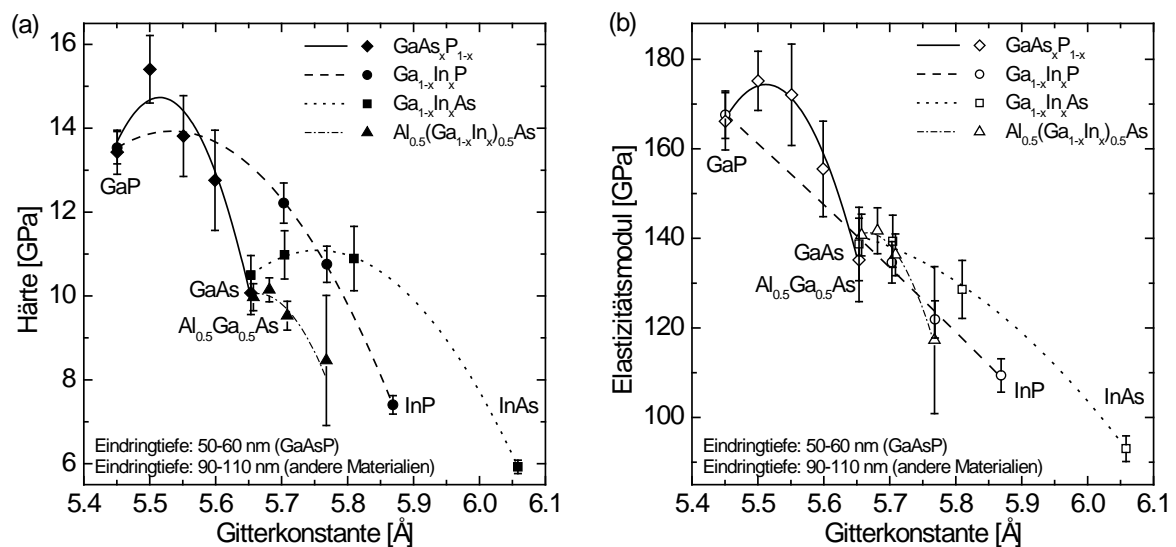 (a)
16
14
12
10
8
6
Härte [GPa]
GaAsₓP₁₋ₓ
Ga₁₋ₓInₓP
Ga₁₋ₓInₓAs
Al₀.₅(Ga₁₋ₓInₓ)₀.₅As
GaP
GaAs
Al₀.₅Ga₀.₅As
InP
InAs
Eindringtiefe: 50-60 nm (GaAsP)
Eindringtiefe: 90-110 nm (andere Materialien)
5.4 5.5 5.6 5.7 5.8 5.9 6.0 6.1
Gitterkonstante [Å]
(b)
180
160
140
120
100
Elastizitätsmodul [GPa]
GaAsₓP₁₋ₓ
Ga₁₋ₓInₓP
Ga₁₋ₓInₓAs
Al₀.₅(Ga₁₋ₓInₓ)₀.₅As
GaP
GaAs
Al₀.₅Ga₀.₅As
InP
InAs
Eindringtiefe: 50-60 nm (GaAsP)
Eindringtiefe: 90-110 nm (andere Materialien)
5.4 5.5 5.6 5.7 5.8 5.9 6.0 6.1
Gitterkonstante [Å]